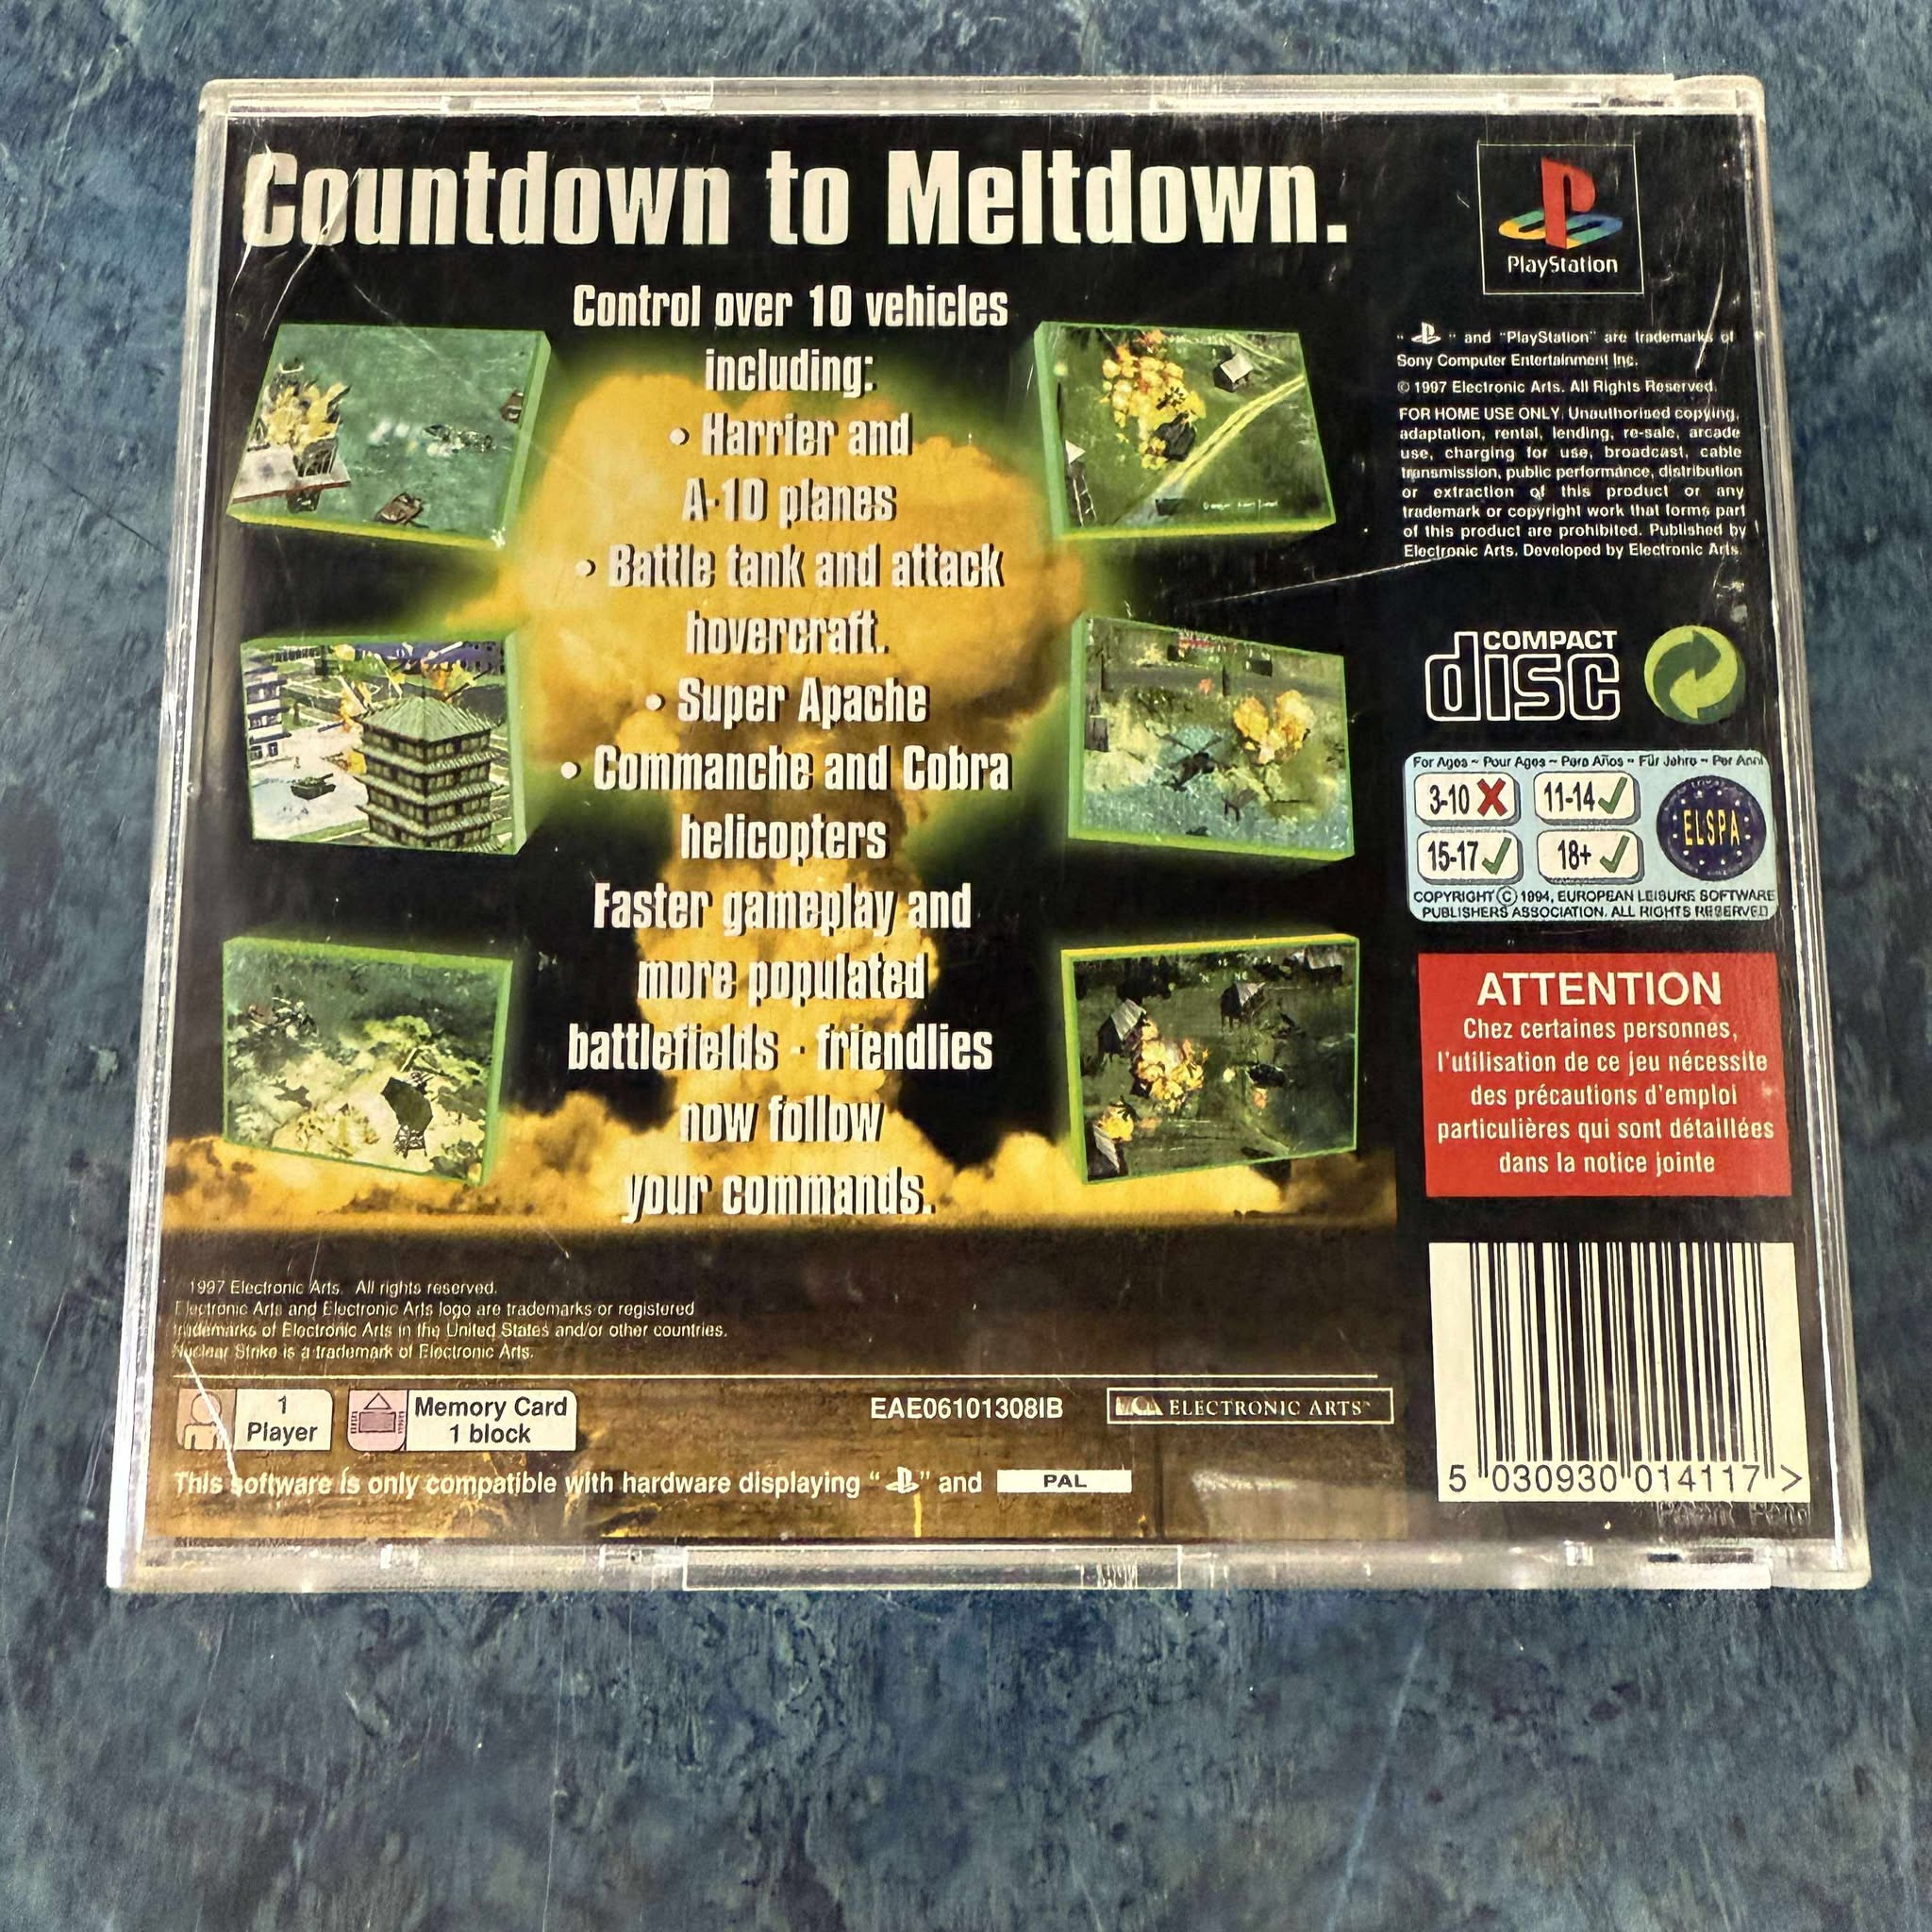 Countdown to Meltdown.
Control over 10 vehicles
including:
• Harrier and
A-10 planes
• Battle tank and attack
hovercraft.
• Super Apache
• Commanche and Cobra
helicopters
Faster gameplay and
more populated
battlefields - friendlies
now follow
your commands.
1997 Electronic Arts. All rights reserved.
Electronic Arts and Electronic Arts logo are trademarks or registered
trademarks of Electronic Arts in the United States and/or other countries.
Nuclear Strike is a trademark of Electronic Arts.
1
Player
Memory Card
1 block
EAE06101308IB
ELECTRONIC ARTS
This software is only compatible with hardware displaying " " and PAL
PlayStation
" " and "PlayStation" are trademarks of
Sony Computer Entertainment Inc.
© 1997 Electronic Arts. All Rights Reserved.
FOR HOME USE ONLY. Unauthorised copying,
adaptation, rental, lending, re-sale, arcade
use, charging for use, broadcast, cable
transmission, public performance, distribution
or extraction of this product or any
trademark or copyright work that forms part
of this product are prohibited. Published by
Electronic Arts. Developed by Electronic Arts.
COMPACT
disc
For Ages ~ Pour Ages ~ Para Años ~ Für Jahre ~ Per Anni
3-10 11-14
15-17 18+
ELSPA
COPYRIGHT © 1994, EUROPEAN LEISURE SOFTWARE
PUBLISHERS ASSOCIATION. ALL RIGHTS RESERVED
ATTENTION
Chez certaines personnes,
l'utilisation de ce jeu nécessite
des précautions d'emploi
particulières qui sont détaillées
dans la notice jointe
5 030930 014117 >